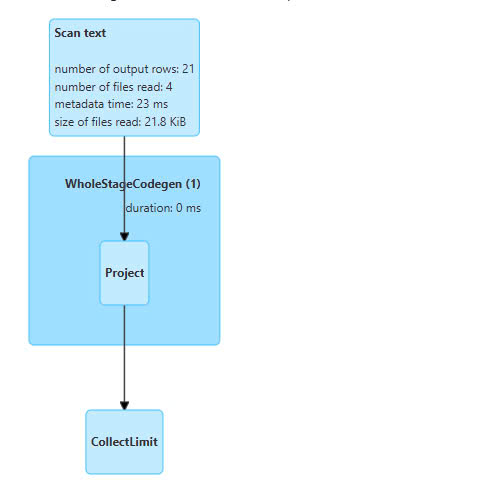 Scan text
number of output rows: 21
number of files read: 4
metadata time: 23 ms
size of files read: 21.8 KiB
WholeStageCodegen (1)
duration: 0 ms
Project
CollectLimit